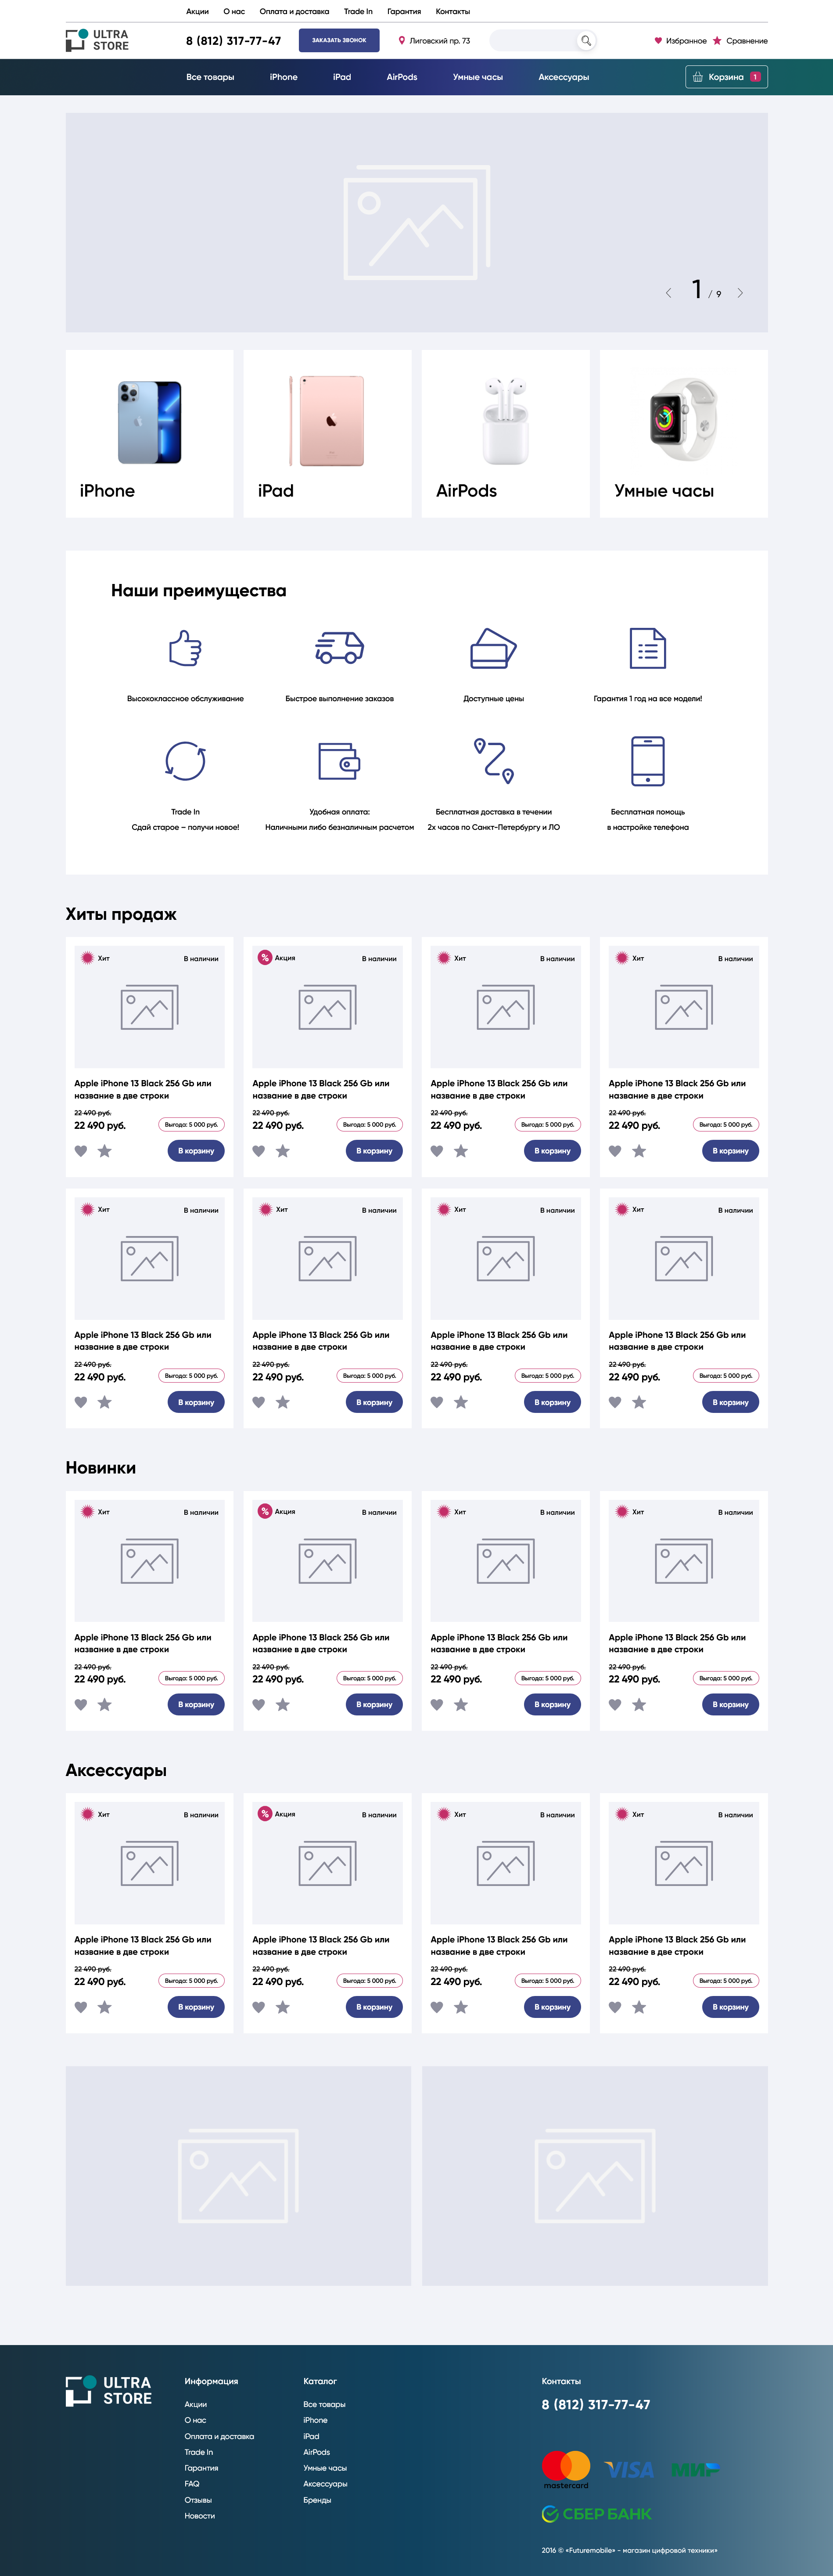 Акции О нас Оплата и доставка Trade In Гарантия Контакты
ULTRA
STORE
8 (812) 317-77-47
ЗАКАЗАТЬ ЗВОНОК
Лиговский пр. 73
Избранное
Сравнение
Все товары iPhone iPad AirPods Умные часы Аксессуары
Корзина 1
1 / 9
iPhone
iPad
AirPods
Умные часы
Наши преимущества
Высококлассное обслуживание
Быстрое выполнение заказов
Доступные цены
Гарантия 1 год на все модели!
Trade In
Сдай старое – получи новое!
Удобная оплата:
Наличными либо безналичным расчетом
Бесплатная доставка в течении
2х часов по Санкт-Петербургу и ЛО
Бесплатная помощь
в настройке телефона
Хиты продаж
Хит В наличии
Apple iPhone 13 Black 256 Gb или
название в две строки
22 490 руб.
22 490 руб. Выгода: 5 000 руб.
В корзину
% Акция В наличии
Apple iPhone 13 Black 256 Gb или
название в две строки
22 490 руб.
22 490 руб. Выгода: 5 000 руб.
В корзину
Хит В наличии
Apple iPhone 13 Black 256 Gb или
название в две строки
22 490 руб.
22 490 руб. Выгода: 5 000 руб.
В корзину
Хит В наличии
Apple iPhone 13 Black 256 Gb или
название в две строки
22 490 руб.
22 490 руб. Выгода: 5 000 руб.
В корзину
Хит В наличии
Apple iPhone 13 Black 256 Gb или
название в две строки
22 490 руб.
22 490 руб. Выгода: 5 000 руб.
В корзину
Хит В наличии
Apple iPhone 13 Black 256 Gb или
название в две строки
22 490 руб.
22 490 руб. Выгода: 5 000 руб.
В корзину
Хит В наличии
Apple iPhone 13 Black 256 Gb или
название в две строки
22 490 руб.
22 490 руб. Выгода: 5 000 руб.
В корзину
Хит В наличии
Apple iPhone 13 Black 256 Gb или
название в две строки
22 490 руб.
22 490 руб. Выгода: 5 000 руб.
В корзину
Новинки
Хит В наличии
Apple iPhone 13 Black 256 Gb или
название в две строки
22 490 руб.
22 490 руб. Выгода: 5 000 руб.
В корзину
% Акция В наличии
Apple iPhone 13 Black 256 Gb или
название в две строки
22 490 руб.
22 490 руб. Выгода: 5 000 руб.
В корзину
Хит В наличии
Apple iPhone 13 Black 256 Gb или
название в две строки
22 490 руб.
22 490 руб. Выгода: 5 000 руб.
В корзину
Хит В наличии
Apple iPhone 13 Black 256 Gb или
название в две строки
22 490 руб.
22 490 руб. Выгода: 5 000 руб.
В корзину
Аксессуары
Хит В наличии
Apple iPhone 13 Black 256 Gb или
название в две строки
22 490 руб.
22 490 руб. Выгода: 5 000 руб.
В корзину
% Акция В наличии
Apple iPhone 13 Black 256 Gb или
название в две строки
22 490 руб.
22 490 руб. Выгода: 5 000 руб.
В корзину
Хит В наличии
Apple iPhone 13 Black 256 Gb или
название в две строки
22 490 руб.
22 490 руб. Выгода: 5 000 руб.
В корзину
Хит В наличии
Apple iPhone 13 Black 256 Gb или
название в две строки
22 490 руб.
22 490 руб. Выгода: 5 000 руб.
В корзину
ULTRA
STORE
Информация
Акции
О нас
Оплата и доставка
Trade In
Гарантия
FAQ
Отзывы
Новости
Каталог
Все товары
iPhone
iPad
AirPods
Умные часы
Аксессуары
Бренды
Контакты
8 (812) 317-77-47
mastercard
VISA
МИР
СБЕР БАНК
2016 © «Futuremobile» - магазин цифровой техники»